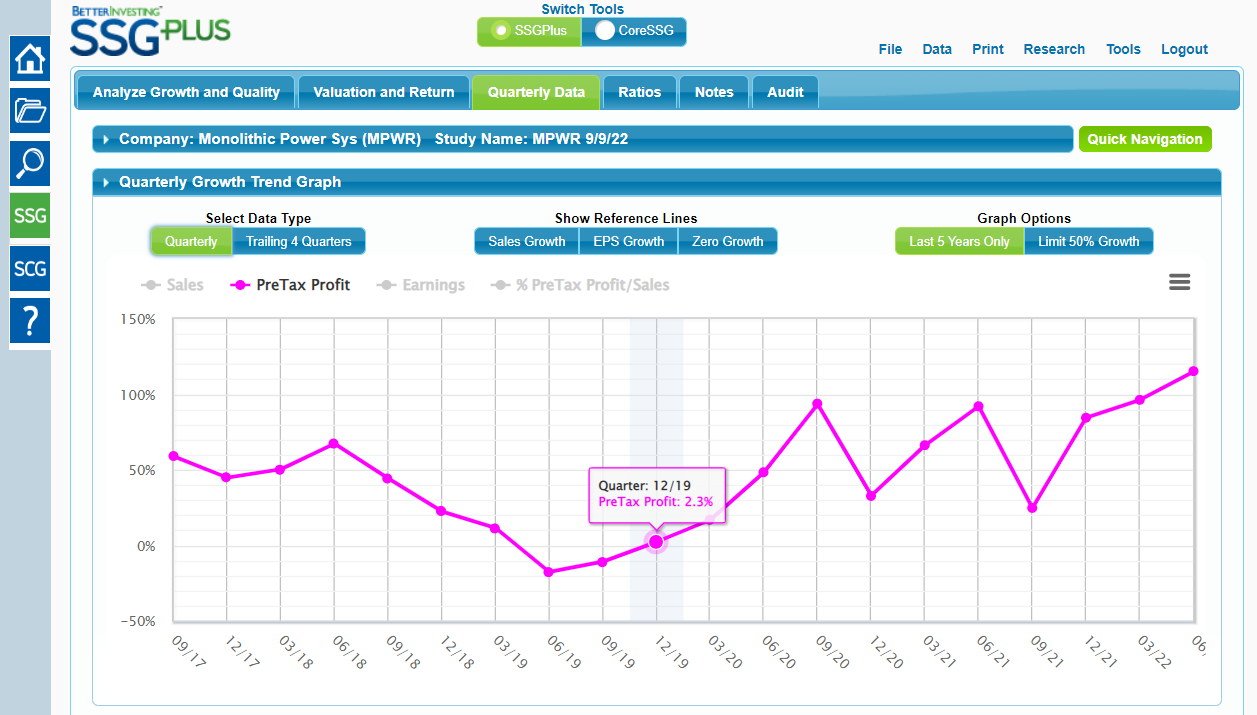 BETTERINVESTING™
SSGPLUS
Switch Tools
SSGPlus CoreSSG
File Data Print Research Tools Logout
Analyze Growth and Quality Valuation and Return Quarterly Data Ratios Notes Audit
Company: Monolithic Power Sys (MPWR) Study Name: MPWR 9/9/22
Quick Navigation
Quarterly Growth Trend Graph
SSG
SCG
?
Select Data Type Show Reference Lines Graph Options
Quarterly Trailing 4 Quarters Sales Growth EPS Growth Zero Growth Last 5 Years Only Limit 50% Growth
Sales PreTax Profit Earnings % PreTax Profit/Sales
150%
100%
50%
0%
-50%
Quarter: 12/19
PreTax Profit: 2.3%
09/17 12/17 03/18 06/18 09/18 12/18 03/19 06/19 09/19 12/19 03/20 06/20 09/20 12/20 03/21 06/21 09/21 12/21 03/22 06,